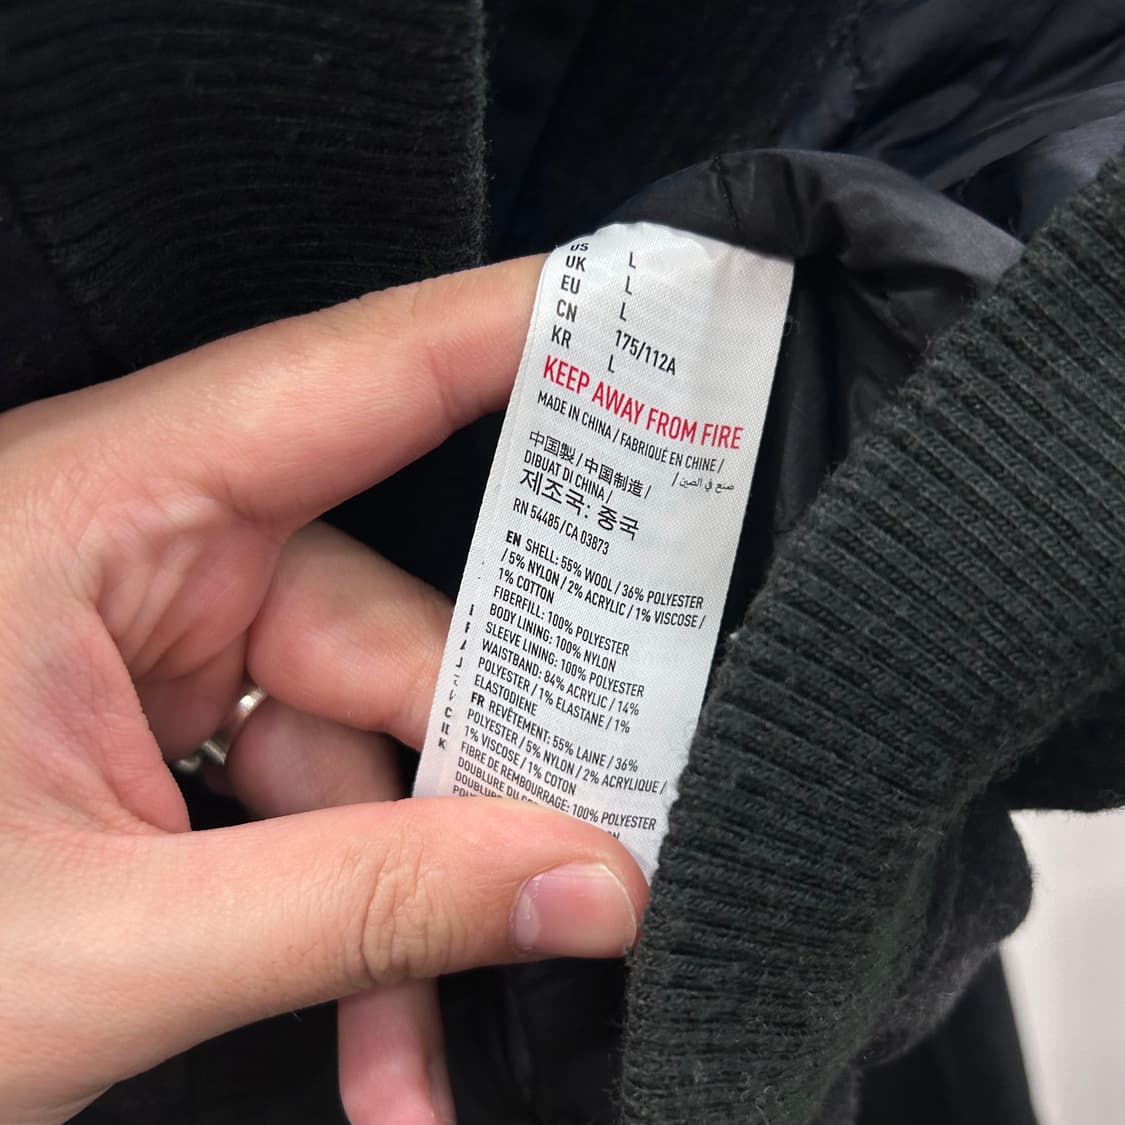 US L
UK L
EU L
CN 175/112A
KR L
KEEP AWAY FROM FIRE
MADE IN CHINA / FABRIQUÉ EN CHINE /
中国製 / 中国制造 / صنع في الصين /
DIBUAT DI CHINA /
제조국: 중국
RN 54485 / CA 03873
EN SHELL: 55% WOOL / 36% POLYESTER
/ 5% NYLON / 2% ACRYLIC / 1% VISCOSE /
1% COTTON
FIBERFILL: 100% POLYESTER
BODY LINING: 100% NYLON
SLEEVE LINING: 100% POLYESTER
WAISTBAND: 84% ACRYLIC / 14%
POLYESTER / 1% ELASTANE / 1%
ELASTODIENE
FR REVÊTEMENT: 55% LAINE / 36%
POLYESTER / 5% NYLON / 2% ACRYLIQUE /
1% VISCOSE / 1% COTON
FIBRE DE REMBOURRAGE: 100% POLYESTER
DOUBLURE DU